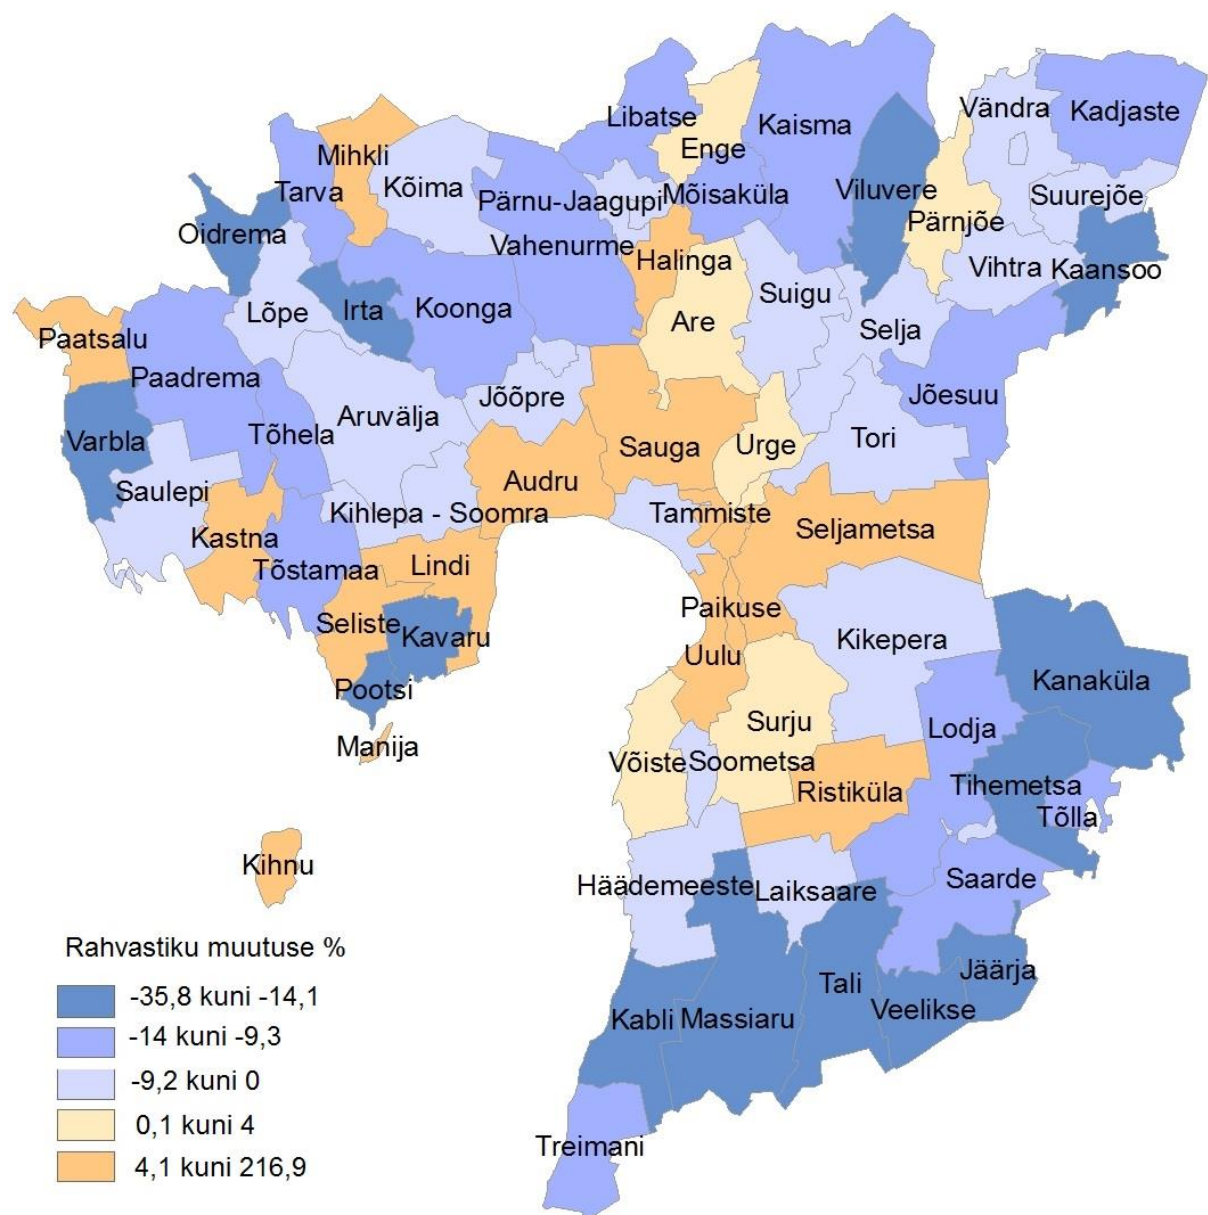 Vändra
Kadjaste
Libatse
Kaisma
Enge
Mihkli
Tarva
Kõima
Pärnu-Jaagupi
Mõisaküla
Viluvere
Suurejõe
Pärnjõe
Oidrema
Vahenurme
Halinga
Vihtra
Kaansoo
Suigu
Lõpe
Irta
Koonga
Are
Selja
Paatsalu
Paadrema
Jõesuu
Jõõpre
Aruvälja
Tõhela
Varbla
Sauga
Urge
Tori
Audru
Saulepi
Kihlepa - Soomra
Tammiste
Seljametsa
Kastna
Lindi
Tõstamaa
Paikuse
Seliste
Kavaru
Kikepera
Uulu
Kanaküla
Pootsi
Surju
Lodja
Manija
Võiste
Soometsa
Ristiküla
Tihemetsa
Tõlla
Kihnu
Häädemeeste
Laiksaare
Saarde
Jäärja
Tali
Veelikse
Kabli
Massiaru
Treimani
Rahvastiku muutuse %
-35,8 kuni -14,1
-14 kuni -9,3
-9,2 kuni 0
0,1 kuni 4
4,1 kuni 216,9